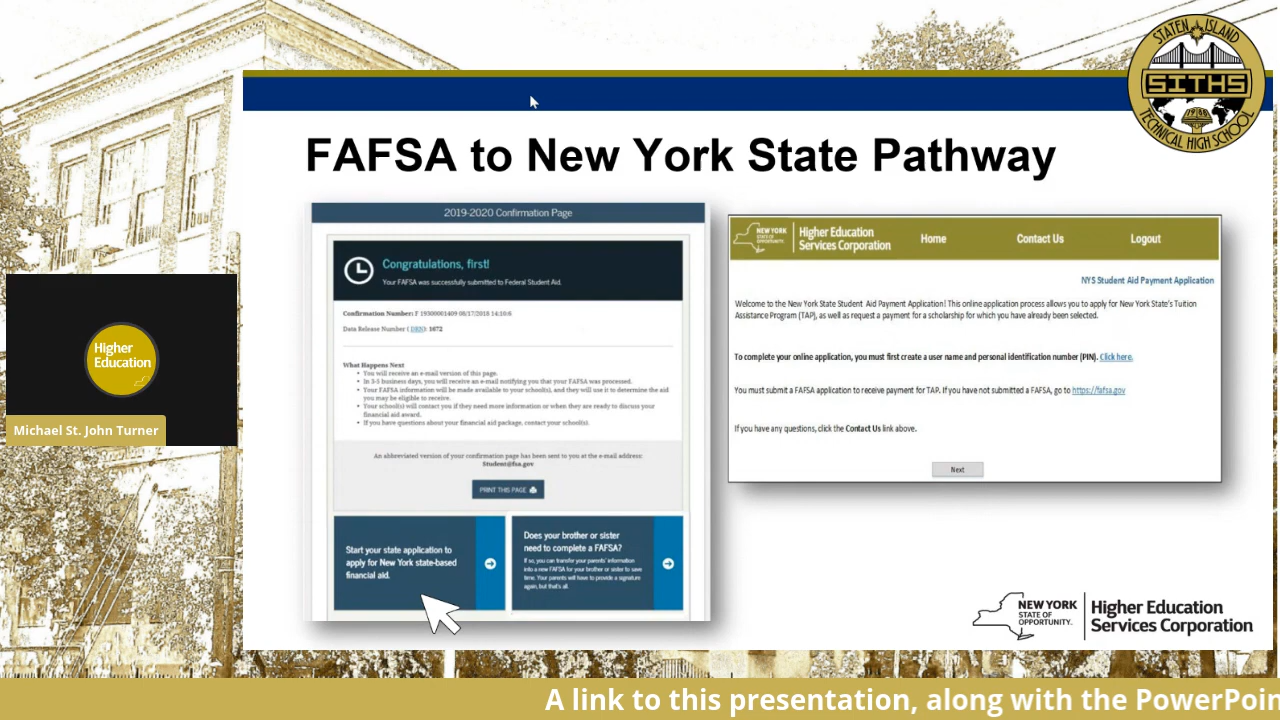 STATEN ISLAND
SITHS
TECHNICAL HIGH SCHOOL
FAFSA to New York State Pathway
2019-2020 Confirmation Page
Congratulations, first!
Your FAFSA was successfully submitted to Federal Student Aid.
Confirmation Number: F 19300001409 08/17/2018 14:10:6
Data Release Number ( DRN): 1672
What Happens Next
• You will receive an e-mail version of this page.
• In 3-5 business days, you will receive an e-mail notifying you that your FAFSA was processed.
• Your FAFSA information will be made available to your school(s), and they will use it to determine the aid
you may be eligible to receive.
• Your school(s) will contact you if they need more information or when they are ready to discuss your
financial aid award.
• If you have questions about your financial aid package, contact your school(s).
An abbreviated version of your confirmation page has been sent to you at the e-mail address:
Student@fsa.gov
PRINT THIS PAGE
Start your state application to
apply for New York state-based
financial aid.
Does your brother or sister
need to complete a FAFSA?
If so, you can transfer your parents' information
into a new FAFSA for your brother or sister to save
time. Your parents will have to provide a signature
again, but that's all.
NEW YORK
STATE OF
OPPORTUNITY.
Higher Education
Services Corporation
Home
Contact Us
Logout
NYS Student Aid Payment Application
Welcome to the New York State Student Aid Payment Application! This online application process allows you to apply for New York State's Tuition
Assistance Program (TAP), as well as request a payment for a scholarship for which you have already been selected.
To complete your online application, you must first create a user name and personal identification number (PIN). Click here.
You must submit a FAFSA application to receive payment for TAP. If you have not submitted a FAFSA, go to https://fafsa.gov
If you have any questions, click the Contact Us link above.
Next
NEW YORK
STATE OF
OPPORTUNITY.
Higher Education
Services Corporation
Higher
Education
Michael St. John Turner
A link to this presentation, along with the PowerPoin